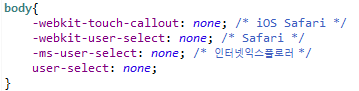 body{
-webkit-touch-callout: none; /* iOS Safari */
-webkit-user-select: none; /* Safari */
-ms-user-select: none; /* 인터넷익스플로러 */
user-select: none;
}